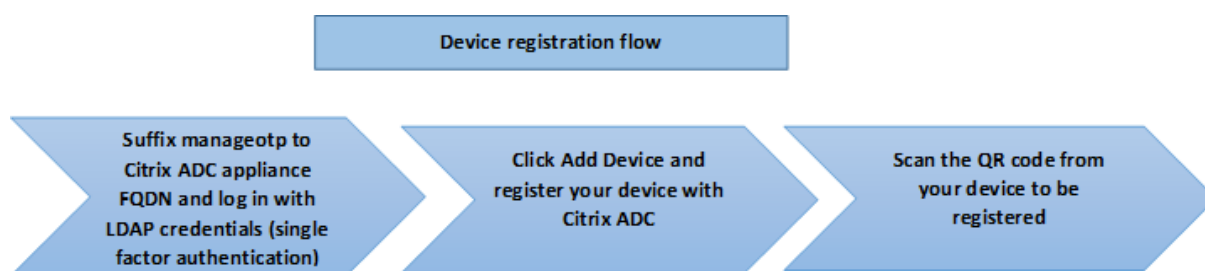 Device registration flow
Suffix manageotp to
Citrix ADC appliance
FQDN and log in with
LDAP credentials (single
factor authentication)
Click Add Device and
register your device with
Citrix ADC
Scan the QR code from
your device to be
registered